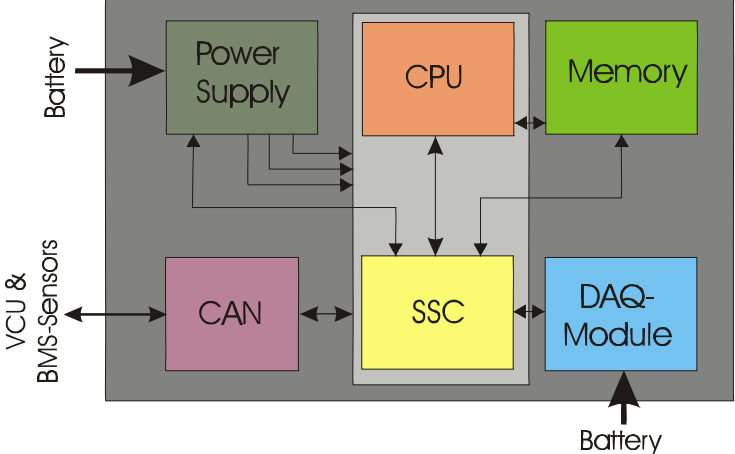 Battery
Power
Supply
CPU
Memory
VCU &
BMS-Sensors
CAN
SSC
DAQ-
Module
Battery